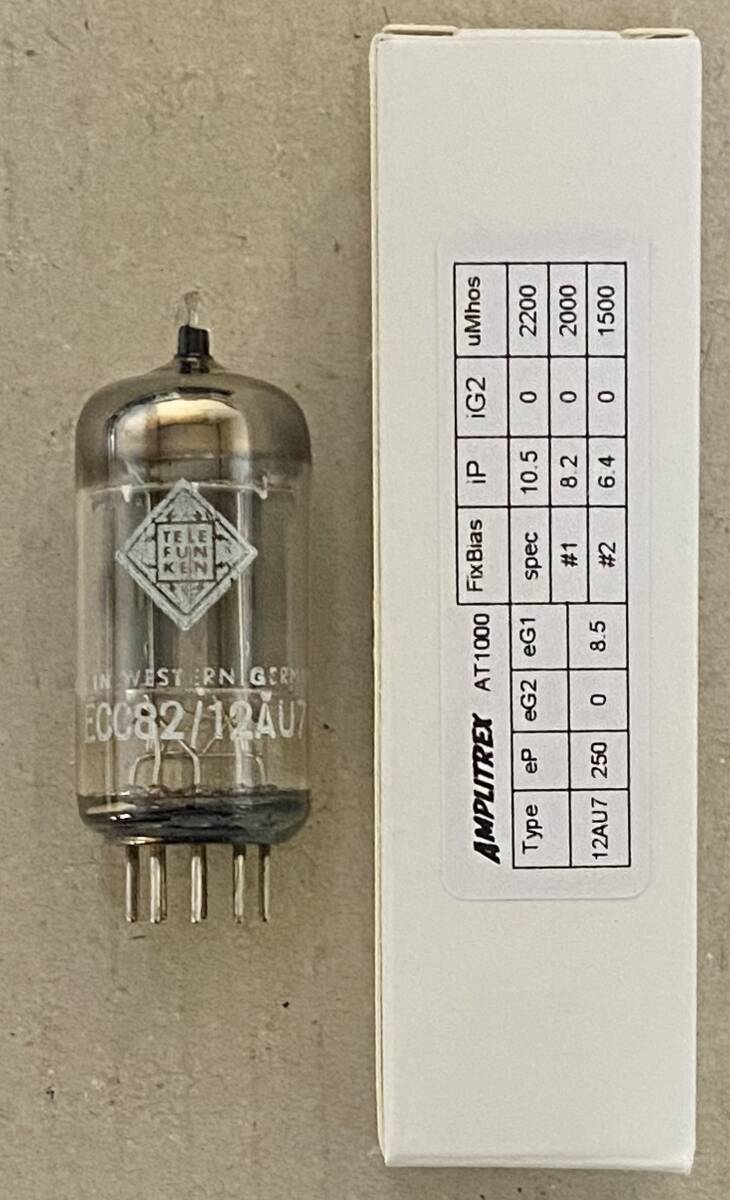 TELE
FUN
KEN
IN WESTERN GERM
ECC82/12AU7
AMPLITREX AT1000 FixBias iP iG2 uMhos
Type eP eG2 eG1 spec 10.5 0 2200
#1 8.2 0 2000
12AU7 250 0 8.5 #2 6.4 0 1500